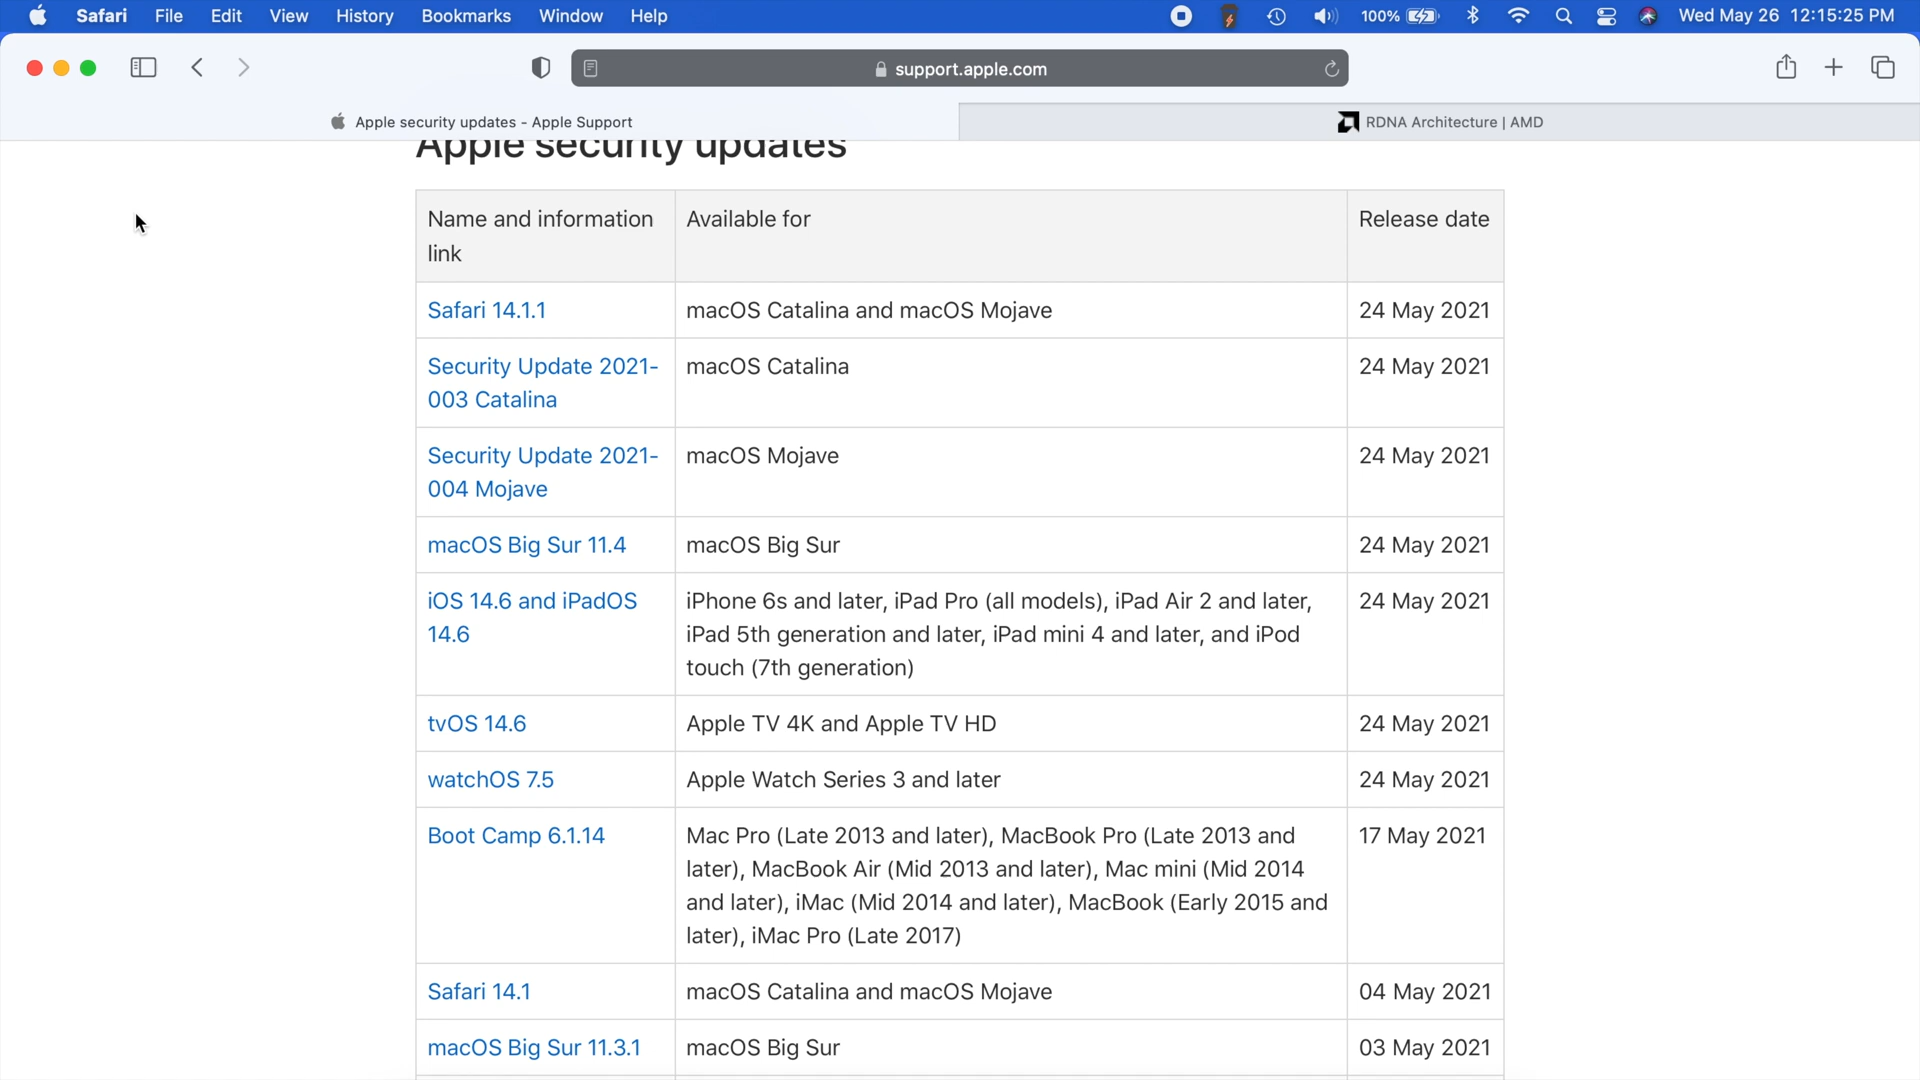 Safari File Edit View History Bookmarks Window Help 100% Wed May 26 12:15:25 PM
support.apple.com
Apple security updates - Apple Support
RDNA Architecture | AMD
Apple security updates
Name and information
link
Available for
Release date
Safari 14.1.1
macOS Catalina and macOS Mojave
24 May 2021
Security Update 2021-
003 Catalina
macOS Catalina
24 May 2021
Security Update 2021-
004 Mojave
macOS Mojave
24 May 2021
macOS Big Sur 11.4
macOS Big Sur
24 May 2021
iOS 14.6 and iPadOS
14.6
iPhone 6s and later, iPad Pro (all models), iPad Air 2 and later,
iPad 5th generation and later, iPad mini 4 and later, and iPod
touch (7th generation)
24 May 2021
tvOS 14.6
Apple TV 4K and Apple TV HD
24 May 2021
watchOS 7.5
Apple Watch Series 3 and later
24 May 2021
Boot Camp 6.1.14
Mac Pro (Late 2013 and later), MacBook Pro (Late 2013 and
later), MacBook Air (Mid 2013 and later), Mac mini (Mid 2014
and later), iMac (Mid 2014 and later), MacBook (Early 2015 and
later), iMac Pro (Late 2017)
17 May 2021
Safari 14.1
macOS Catalina and macOS Mojave
04 May 2021
macOS Big Sur 11.3.1
macOS Big Sur
03 May 2021